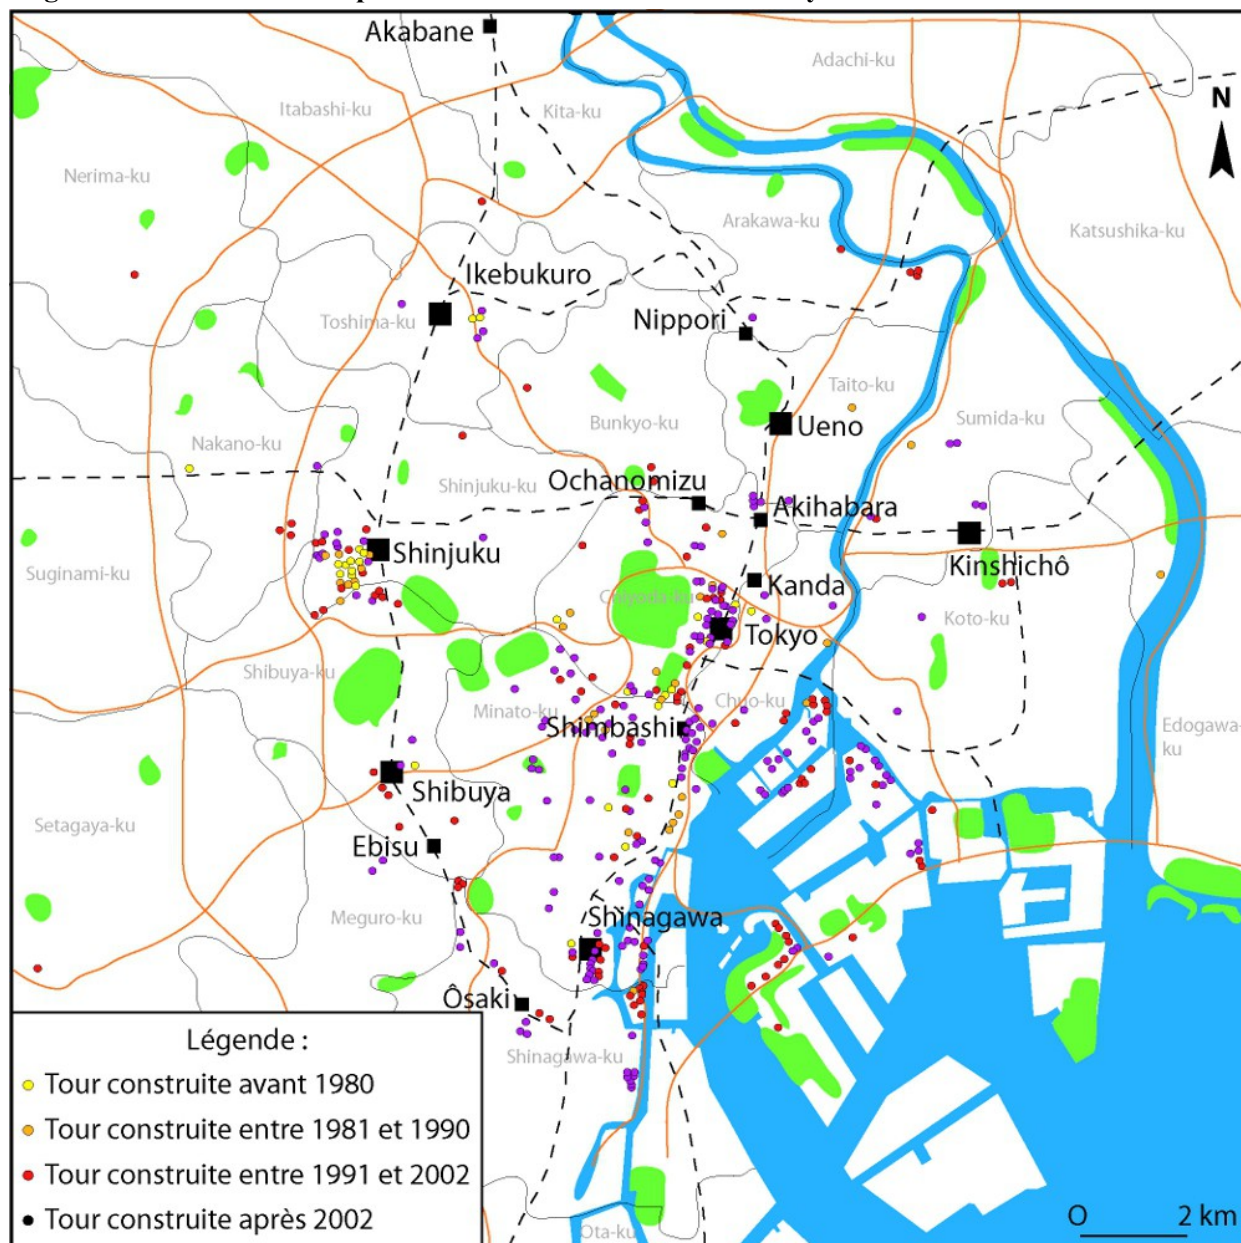 Akabane
Adachi-ku
Itabashi-ku
Kita-ku
N
Nerima-ku
Arakawa-ku
Katsushika-ku
Ikebukuro
Toshima-ku
Nippori
Taito-ku
Bunkyo-ku
Ueno
Sumida-ku
Nakano-ku
Ochanomizu
Shinjuku-ku
Akihabara
Shinjuku
Kinshichô
Suginami-ku
Kanda
Chiyoda-ku
Koto-ku
Tokyo
Shibuya-ku
Chuo-ku
Minato-ku
Shimbashi
Edogawa-
ku
Shibuya
Setagaya-ku
Ebisu
Meguro-ku
Shinagawa
Ôsaki
Shinagawa-ku
Légende :
Tour construite avant 1980
Tour construite entre 1981 et 1990
Tour construite entre 1991 et 2002
Tour construite après 2002
O 2 km
Ota-ku